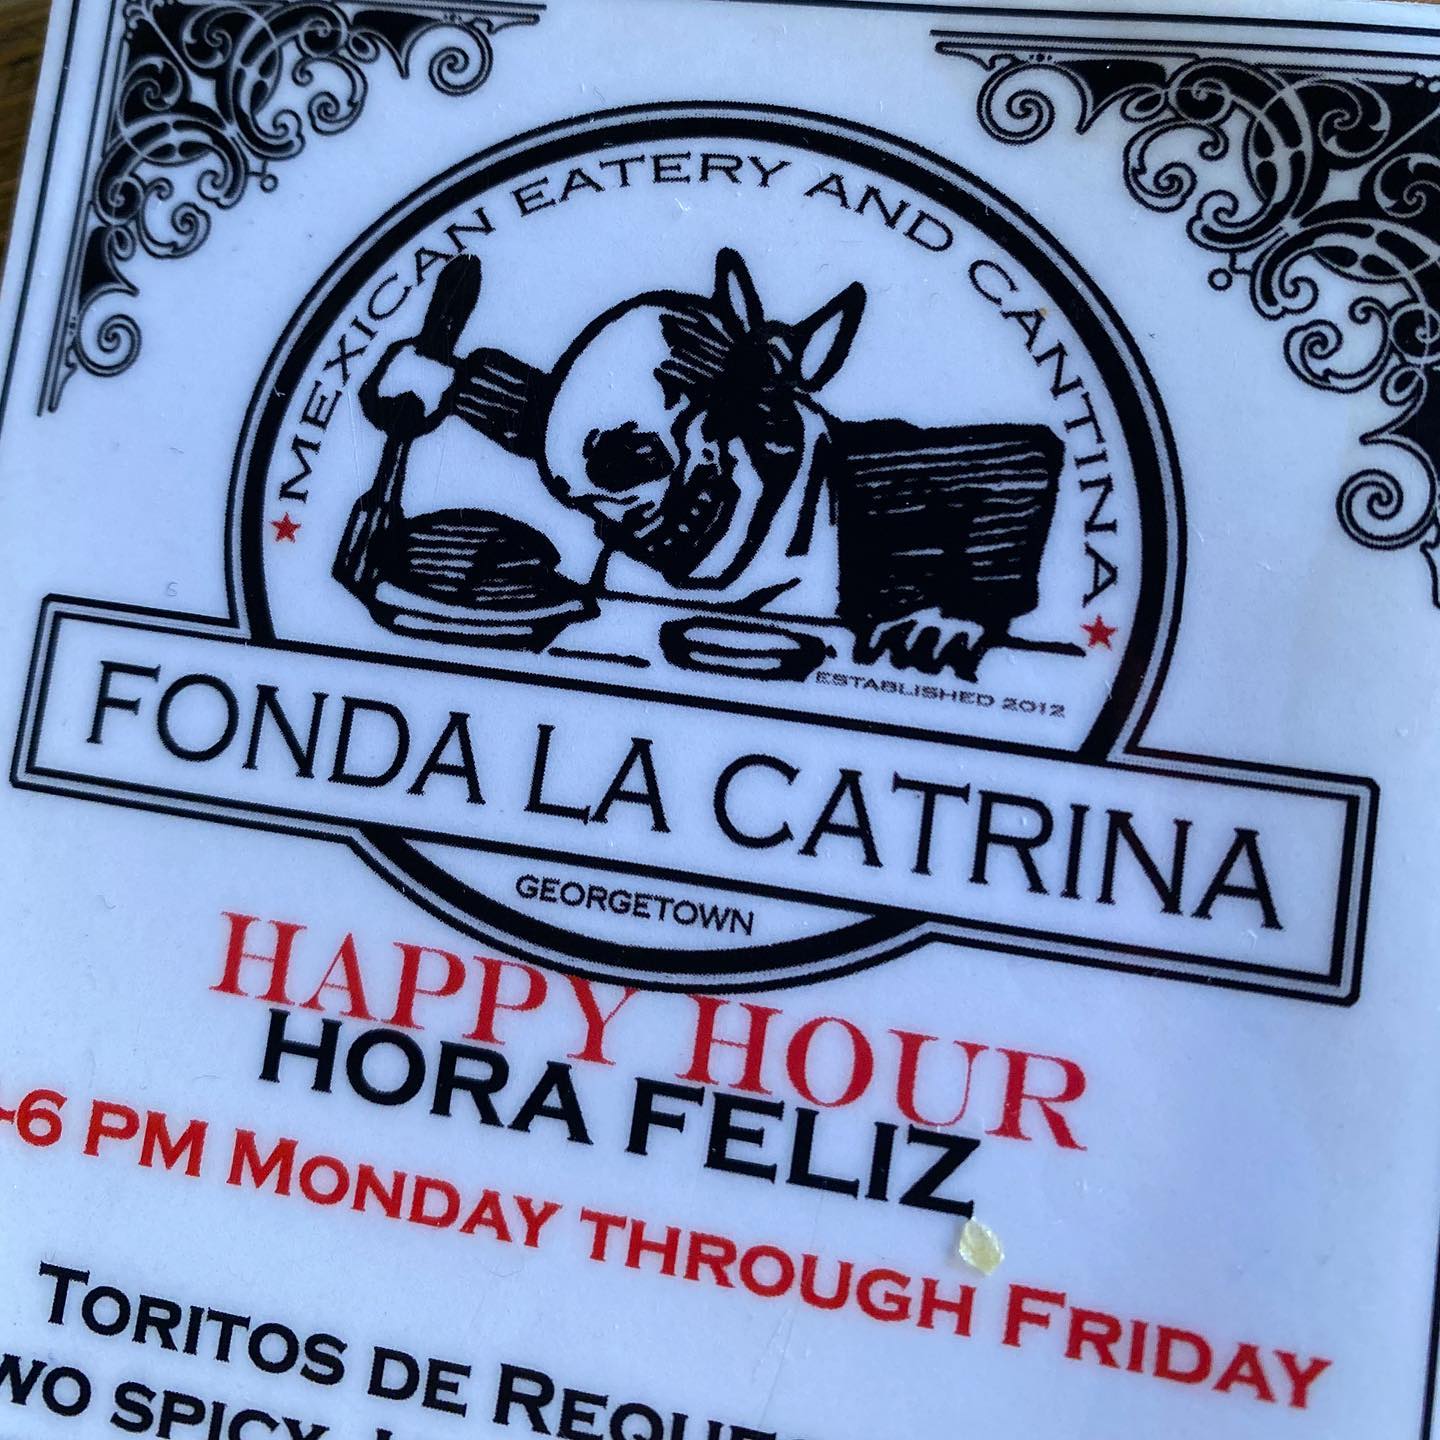 MEXICAN EATERY AND CANTINA
ESTABLISHED 2012
FONDA LA CATRINA
GEORGETOWN
HAPPY HOUR
HORA FELIZ
-6 PM MONDAY THROUGH FRIDAY
TORITOS DE
SPICY